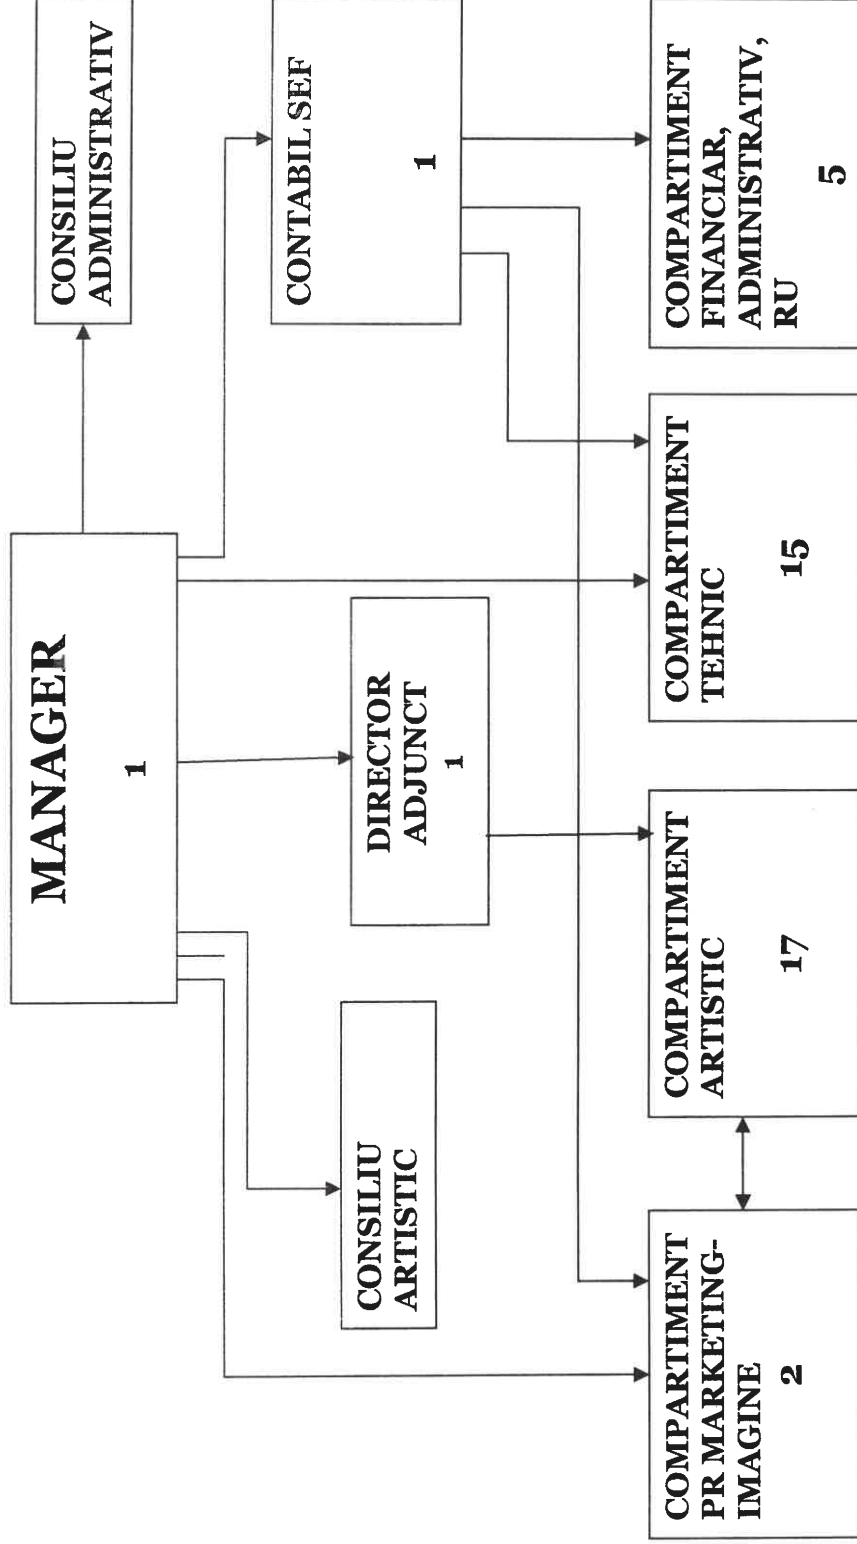 MANAGER
1
CONSILIU
ADMINISTRATIV
CONSILIU
ARTISTIC
DIRECTOR
ADJUNCT
1
CONTABIL SEF
1
COMPARTIMENT
PR MARKETING-
IMAGINE
2
COMPARTIMENT
ARTISTIC
17
COMPARTIMENT
TEHNIC
15
COMPARTIMENT
FINANCIAR,
ADMINISTRATIV,
RU
5